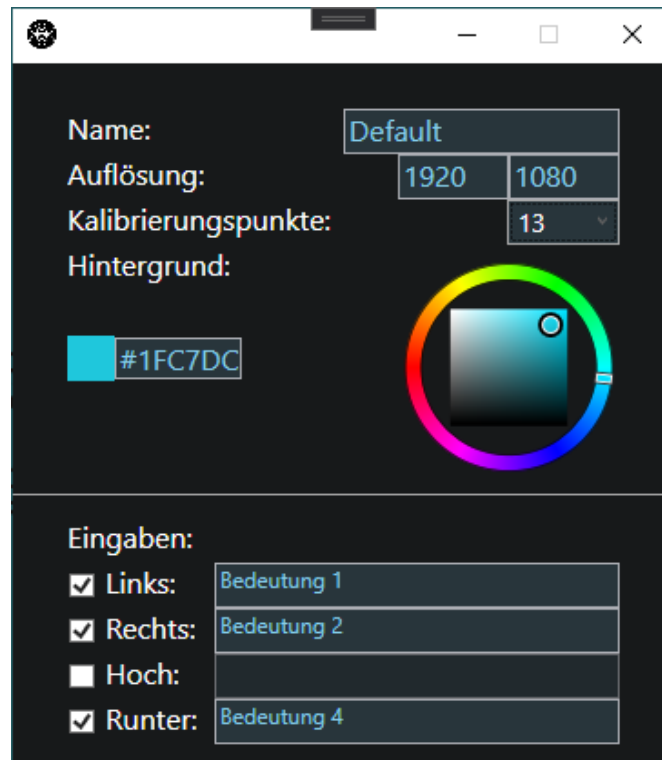 Name: Default
Auflösung: 1920 1080
Kalibrierungspunkte: 13
Hintergrund:
#1FC7DC
Eingaben:
Links: Bedeutung 1
Rechts: Bedeutung 2
Hoch:
Runter: Bedeutung 4